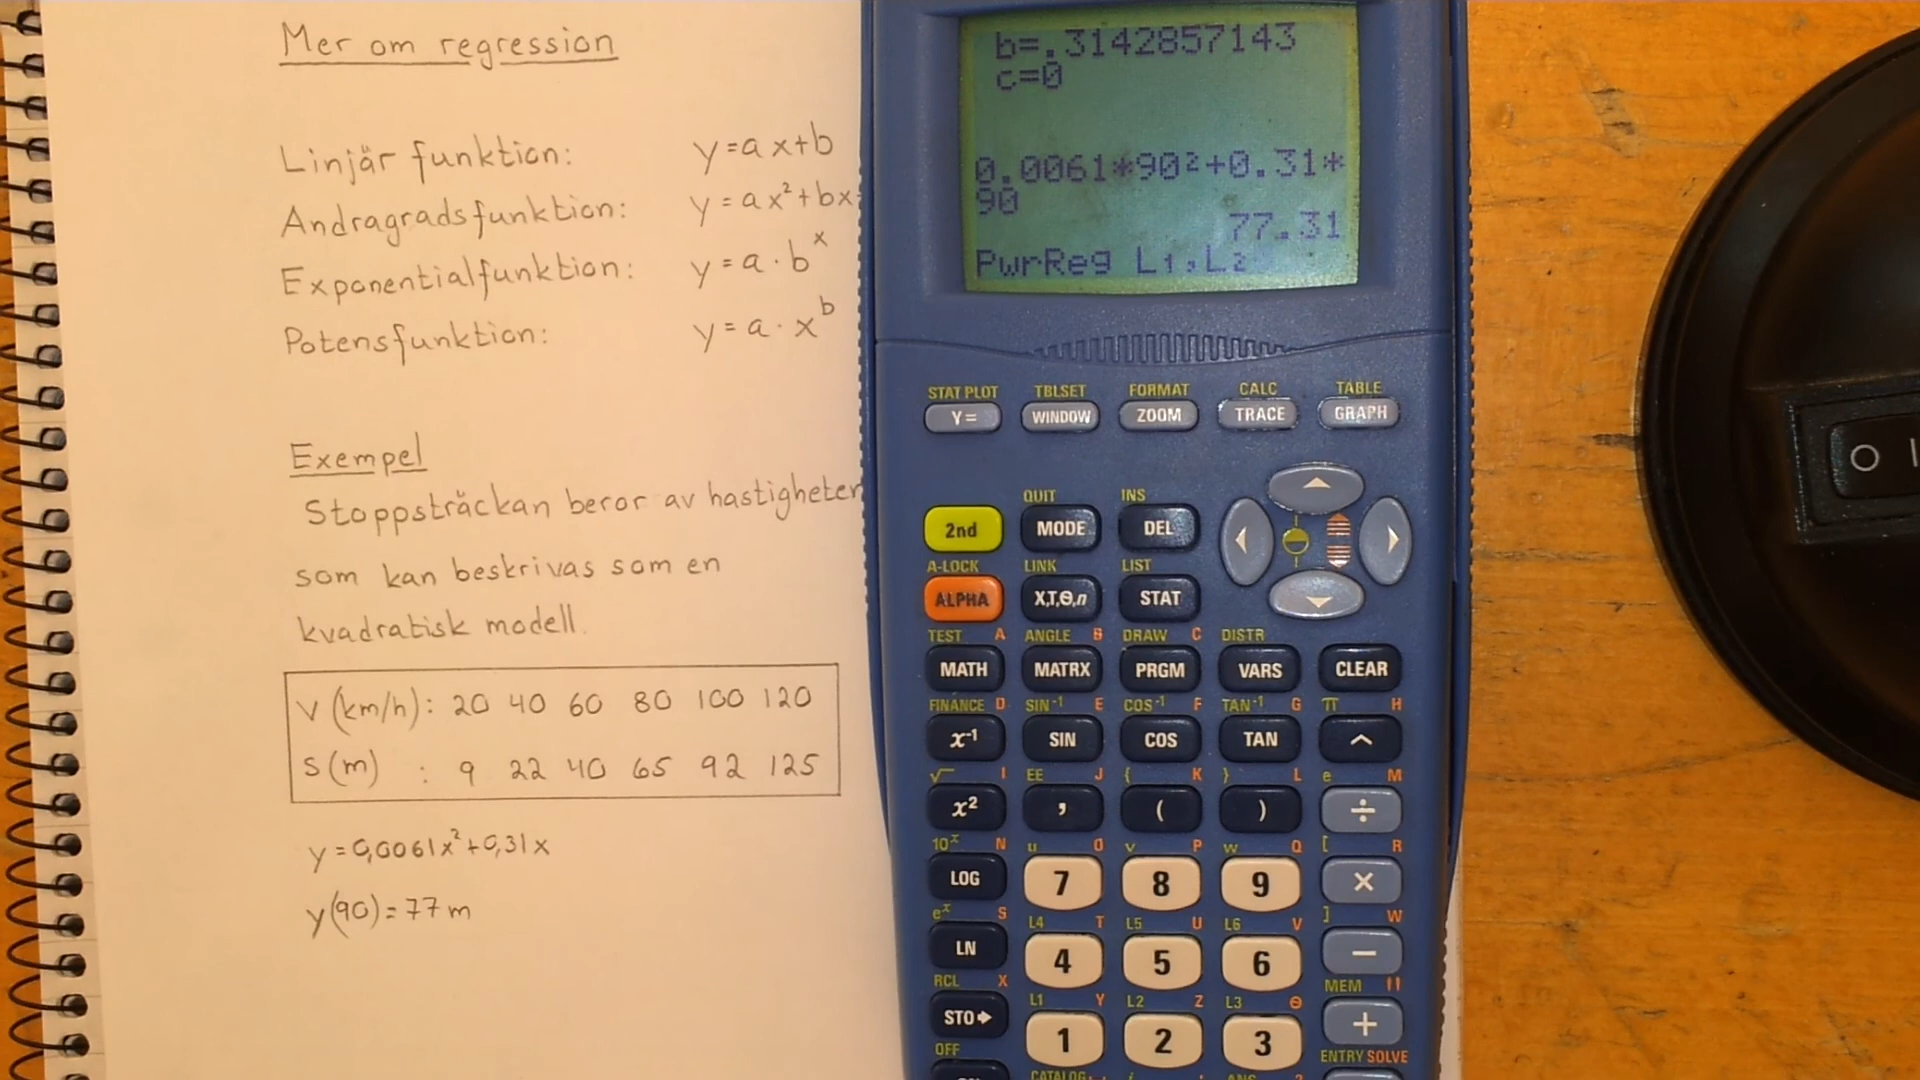 Mer om regression
Linjär funktion: y=ax+b
Andragradsfunktion: y=ax²+bx
Exponentialfunktion: y=a·bˣ
Potensfunktion: y=a·xᵇ
Exempel
Stoppsträckan beror av hastigheten
som kan beskrivas som en
kvadratisk modell.
V (km/h): 20 40 60 80 100 120
S(m) : 9 22 40 65 92 125
y=0,0061x²+0,31x
y(90)=77m
b=.3142857143
c=0
0.0061*90²+0.31*
90
77.31
PwrReg L₁,L₂
STAT PLOT TBLSET FORMAT CALC TABLE
Y= WINDOW ZOOM TRACE GRAPH
QUIT INS
2nd MODE DEL
A-LOCK LINK LIST
ALPHA X,T,Θ,n STAT
TEST A ANGLE B DRAW C DISTR
MATH MATRX PRGM VARS CLEAR
FINANCE D SIN⁻¹ E COS⁻¹ F TAN⁻¹ G π H
x⁻¹ SIN COS TAN ^
√ I EE J { K } L e M
x² , ( ) ÷
10ˣ N u O v P w Q [ R
LOG 7 8 9 ×
eˣ S L4 T L5 U L6 V ] W
LN 4 5 6 −
RCL X L1 Y L2 Z L3 θ MEM "
STO➔ 1 2 3 +
OFF ENTRY SOLVE
CATALOG ANS
O I